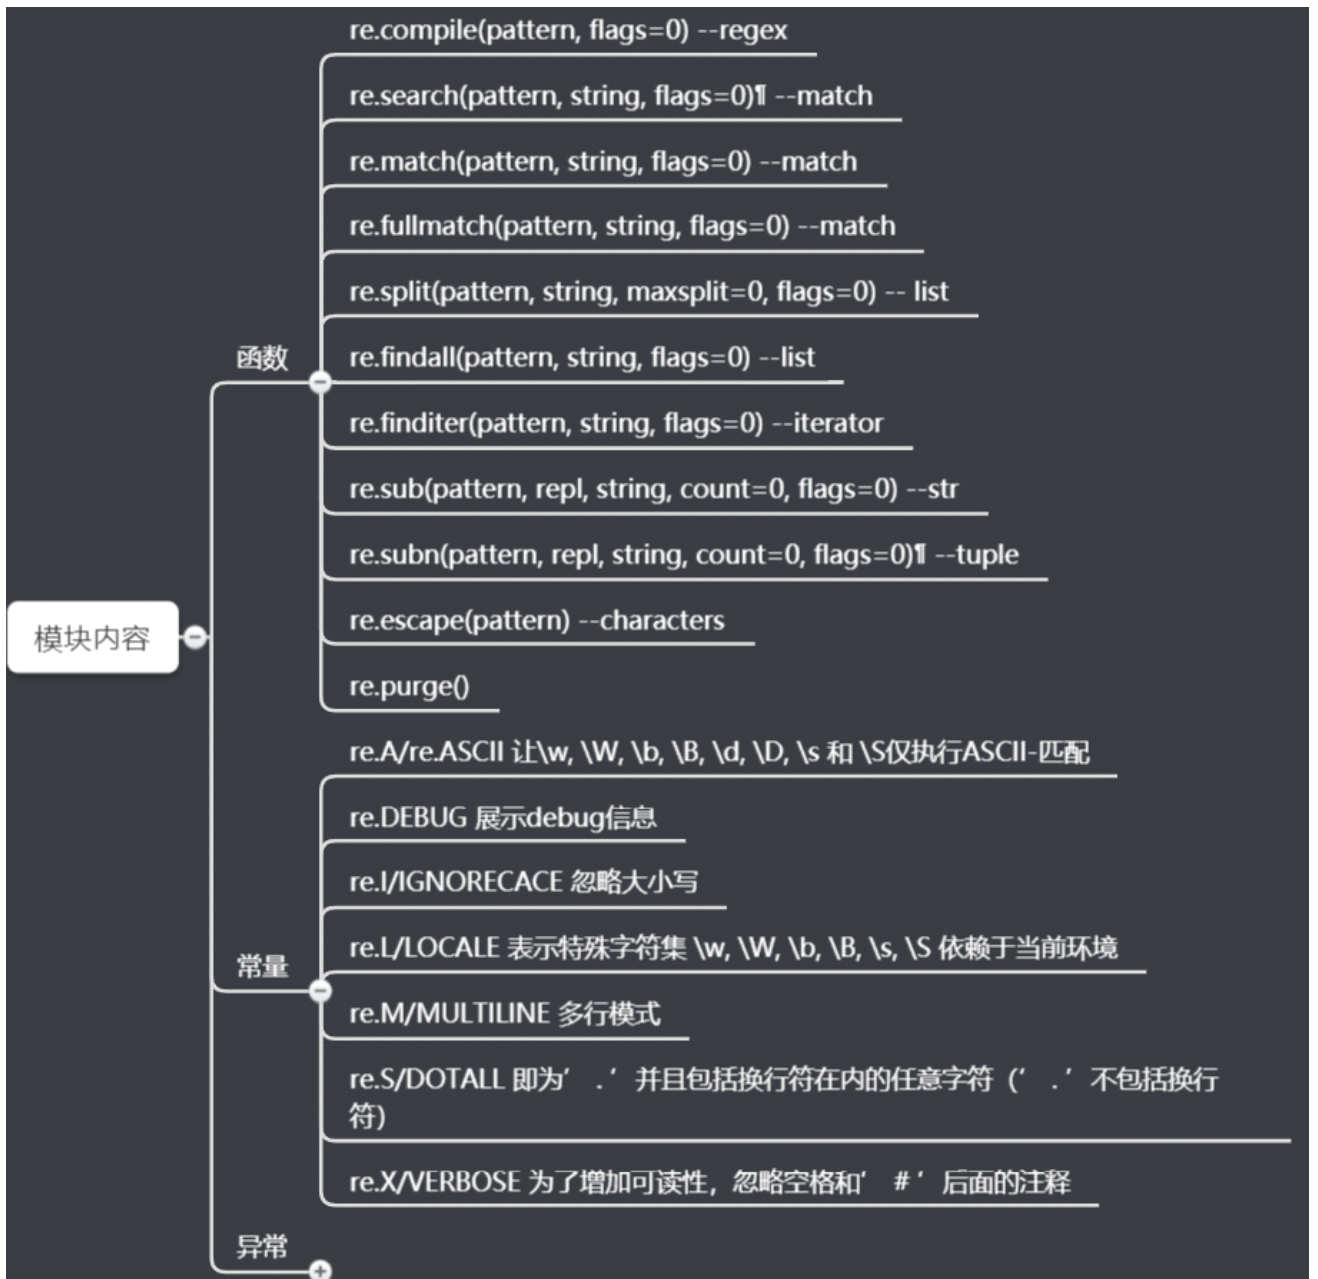 re.compile(pattern, flags=0) --regex
re.search(pattern, string, flags=0)¶ --match
re.match(pattern, string, flags=0) --match
re.fullmatch(pattern, string, flags=0) --match
re.split(pattern, string, maxsplit=0, flags=0) -- list
函数
re.findall(pattern, string, flags=0) --list
re.finditer(pattern, string, flags=0) --iterator
re.sub(pattern, repl, string, count=0, flags=0) --str
re.subn(pattern, repl, string, count=0, flags=0)¶ --tuple
re.escape(pattern) --characters
模块内容
re.purge()
re.A/re.ASCII 让\w, \W, \b, \B, \d, \D, \s 和 \S仅执行ASCII-匹配
re.DEBUG 展示debug信息
re.I/IGNORECACE 忽略大小写
re.L/LOCALE 表示特殊字符集 \w, \W, \b, \B, \s, \S 依赖于当前环境
常量
re.M/MULTILINE 多行模式
re.S/DOTALL 即为' . '并且包括换行符在内的任意字符（' . '不包括换行
符）
re.X/VERBOSE 为了增加可读性，忽略空格和' # '后面的注释
异常